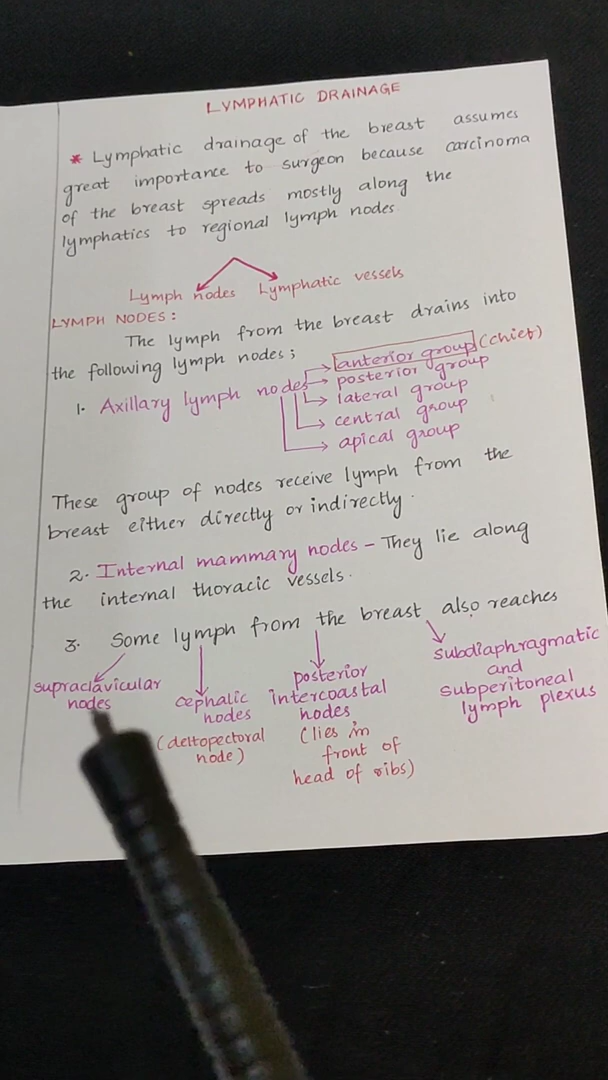 LYMPHATIC DRAINAGE
* Lymphatic drainage of the breast assumes
great importance to surgeon because carcinoma
of the breast spreads mostly along the
lymphatics to regional lymph nodes
Lymph nodes Lymphatic vessels
LYMPH NODES:
The lymph from the breast drains into
the following lymph nodes;
1. Axillary lymph nodes
anterior group (chief)
posterior group
lateral group
central group
apical group
These group of nodes receive lymph from the
breast either directly or indirectly.
2. Internal mammary nodes - They lie along
the internal thoracic vessels.
3. Some lymph from the breast also reaches
supraclavicular
nodes
cephalic
nodes
(deltopectoral
node)
posterior
intercoastal
nodes
(lies in
front of
head of ribs)
subdiaphragmatic
and
subperitoneal
lymph plexus